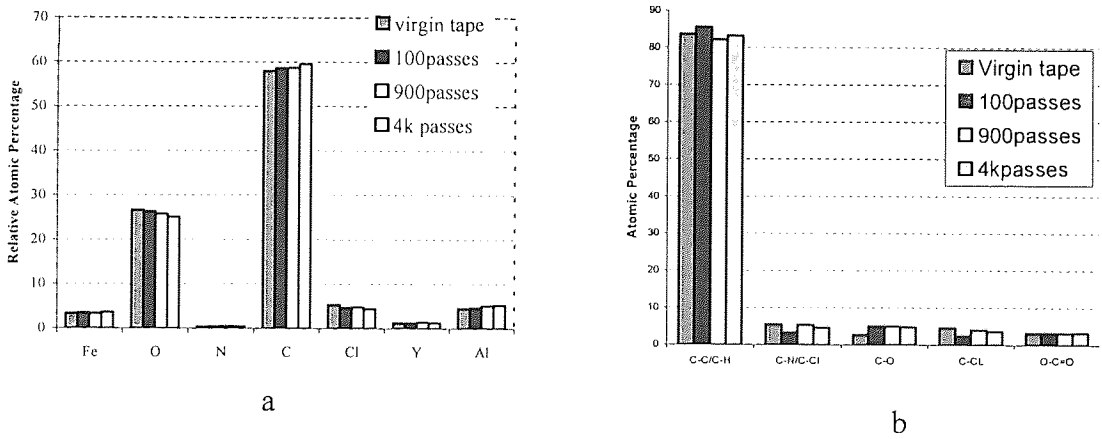 Relative Atomic Percentage
70
60
50
40
30
20
10
0
virgin tape
100passes
900passes
4k passes
Fe O N C Cl Y Al
a
Atomic Percentage
90
80
70
60
50
40
30
20
10
0
Virgin tape
100passes
900passes
4kpasses
C-C/C-H C-N/C-Cl C-O C-CL O-C=O
b